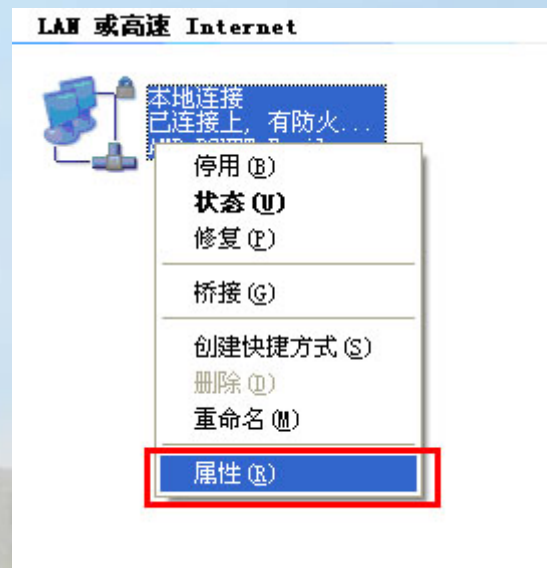 LAN 或高速 Internet
本地连接
已连接上, 有防火...
停用(B)
状态(U)
修复(P)
桥接(G)
创建快捷方式(S)
删除(D)
重命名(M)
属性(R)